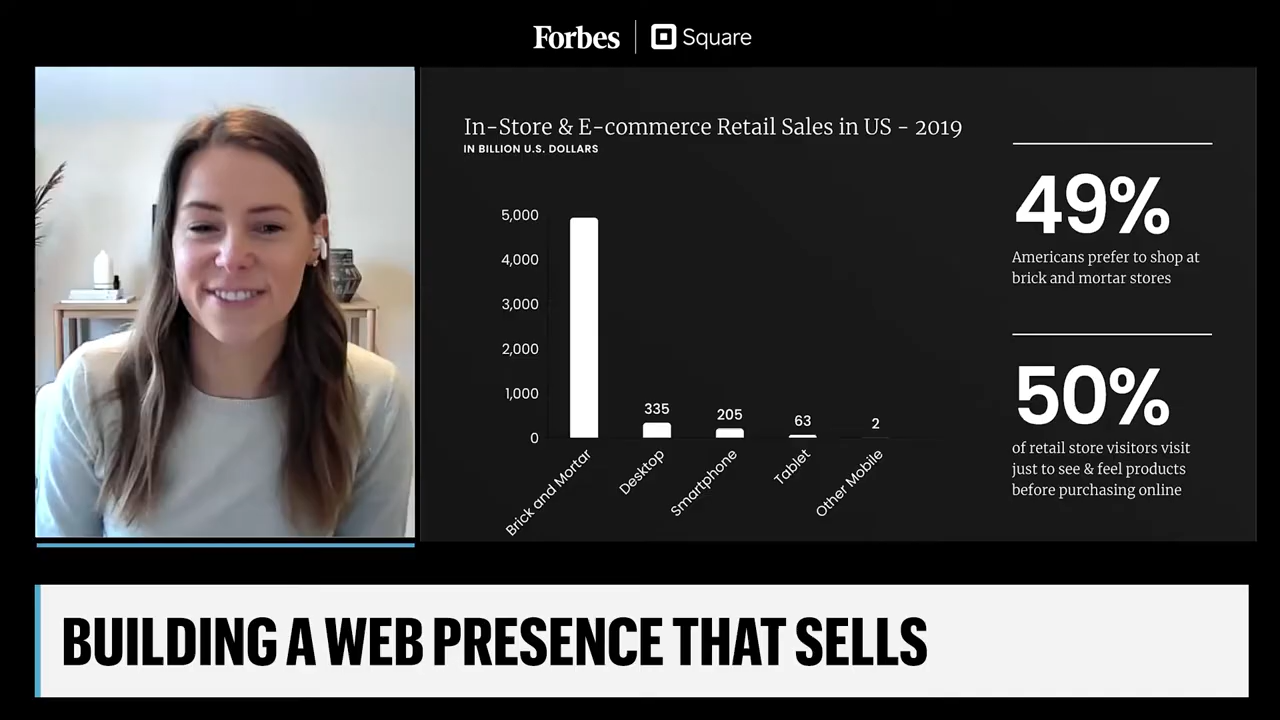 Forbes | Square
In-Store & E-commerce Retail Sales in US - 2019
IN BILLION U.S. DOLLARS
5,000
4,000
3,000
2,000
1,000
0
335
205
63
2
Brick and Mortar
Desktop
Smartphone
Tablet
Other Mobile
49%
Americans prefer to shop at
brick and mortar stores
50%
of retail store visitors visit
just to see & feel products
before purchasing online
BUILDING A WEB PRESENCE THAT SELLS